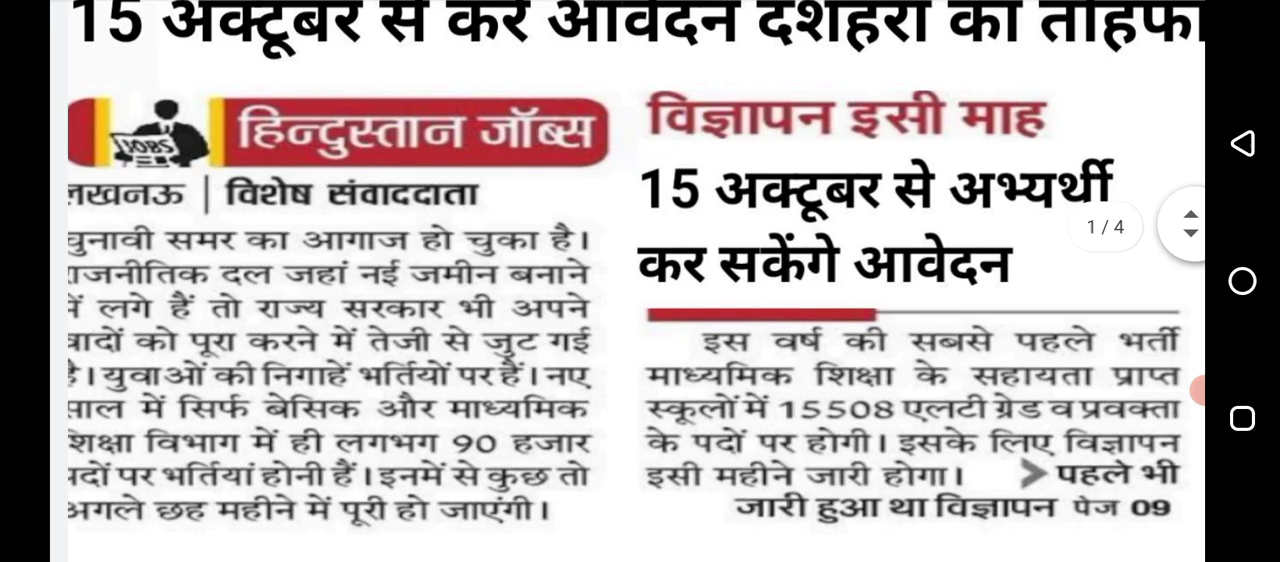 15 अक्टूबर से करें आवेदन दशहरा का तोहफा
JOBS
हिन्दुस्तान जॉब्स
लखनऊ | विशेष संवाददाता
चुनावी समर का आगाज हो चुका है।
राजनीतिक दल जहां नई जमीन बनाने
में लगे हैं तो राज्य सरकार भी अपने
वादों को पूरा करने में तेजी से जुट गई
है। युवाओं की निगाहें भर्तियों पर हैं। नए
साल में सिर्फ बेसिक और माध्यमिक
शिक्षा विभाग में ही लगभग 90 हजार
पदों पर भर्तियां होनी हैं। इनमें से कुछ तो
अगले छह महीने में पूरी हो जाएंगी।
विज्ञापन इसी माह
15 अक्टूबर से अभ्यर्थी
कर सकेंगे आवेदन
1 / 4
इस वर्ष की सबसे पहले भर्ती
माध्यमिक शिक्षा के सहायता प्राप्त
स्कूलों में 15508 एलटी ग्रेड व प्रवक्ता
के पदों पर होगी। इसके लिए विज्ञापन
इसी महीने जारी होगा। > पहले भी
जारी हुआ था विज्ञापन पेज 09